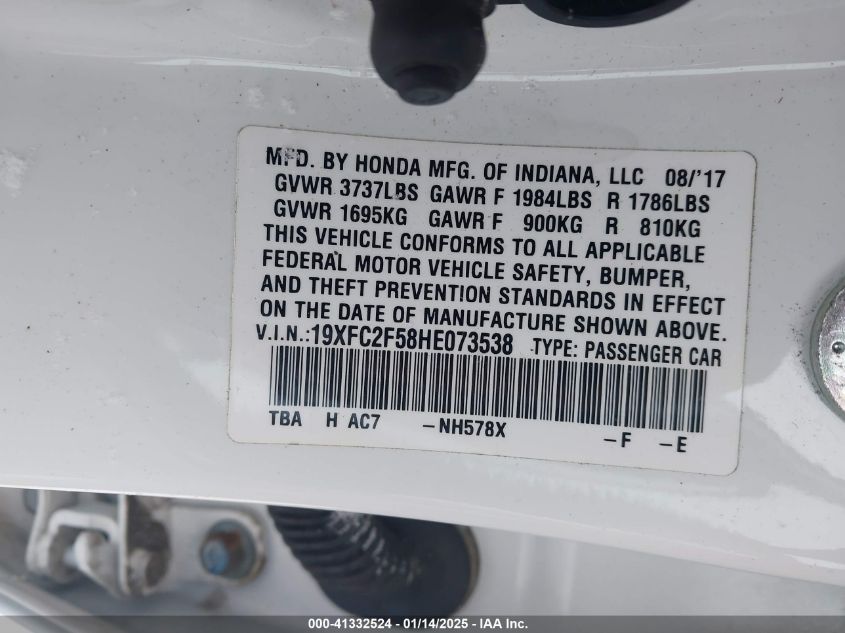 MFD. BY HONDA MFG. OF INDIANA, LLC 08/'17
GVWR 3737LBS GAWR F 1984LBS R 1786LBS
GVWR 1695KG GAWR F 900KG R 810KG
THIS VEHICLE CONFORMS TO ALL APPLICABLE
FEDERAL MOTOR VEHICLE SAFETY, BUMPER,
AND THEFT PREVENTION STANDARDS IN EFFECT
ON THE DATE OF MANUFACTURE SHOWN ABOVE.
V.I.N.:19XFC2F58HE073538 TYPE: PASSENGER CAR
TBA H AC7 -NH578X -F -E
000-41332524 - 01/14/2025 - IAA Inc.